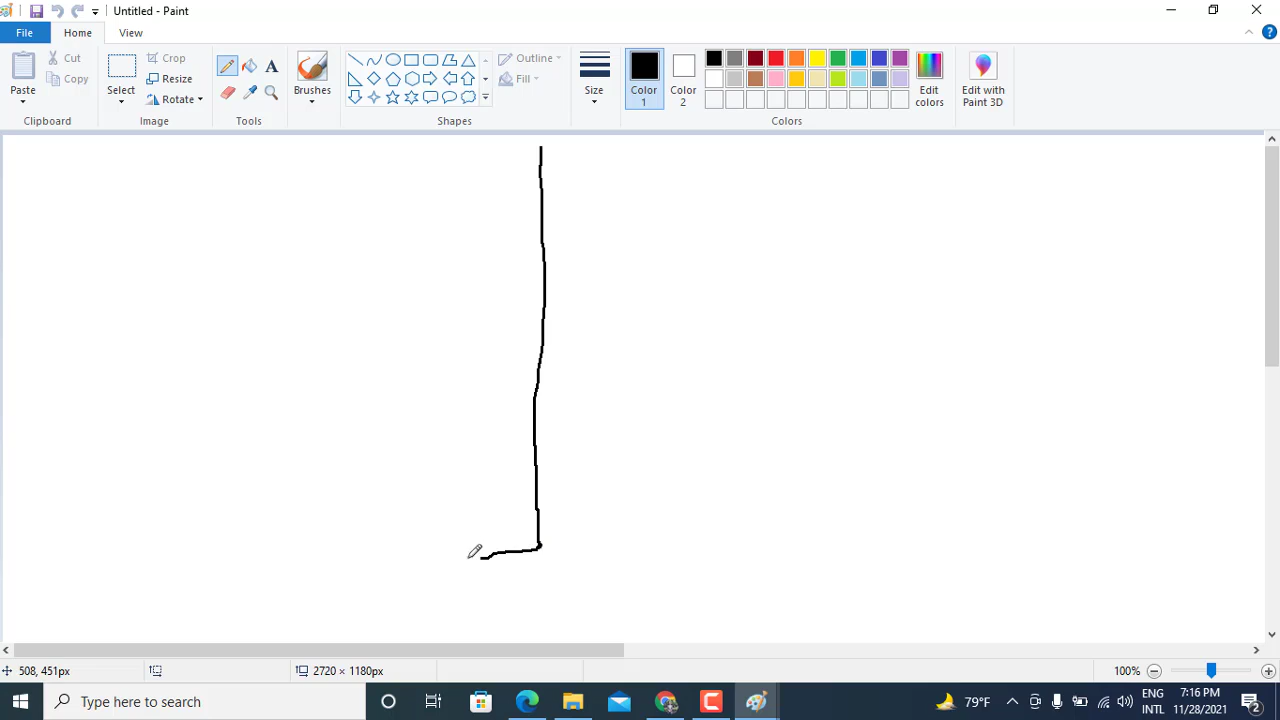 Untitled - Paint
File
Home
View
Paste
Cut
Copy
Clipboard
Select
Crop
Resize
Rotate
Image
A
Tools
Brushes
Outline
Fill
Shapes
Size
Color 1
Color 2
Edit colors
Edit with Paint 3D
Colors
508, 451px
2720 × 1180px
100%
Type here to search
79°F
ENG
INTL
7:16 PM
11/28/2021
2